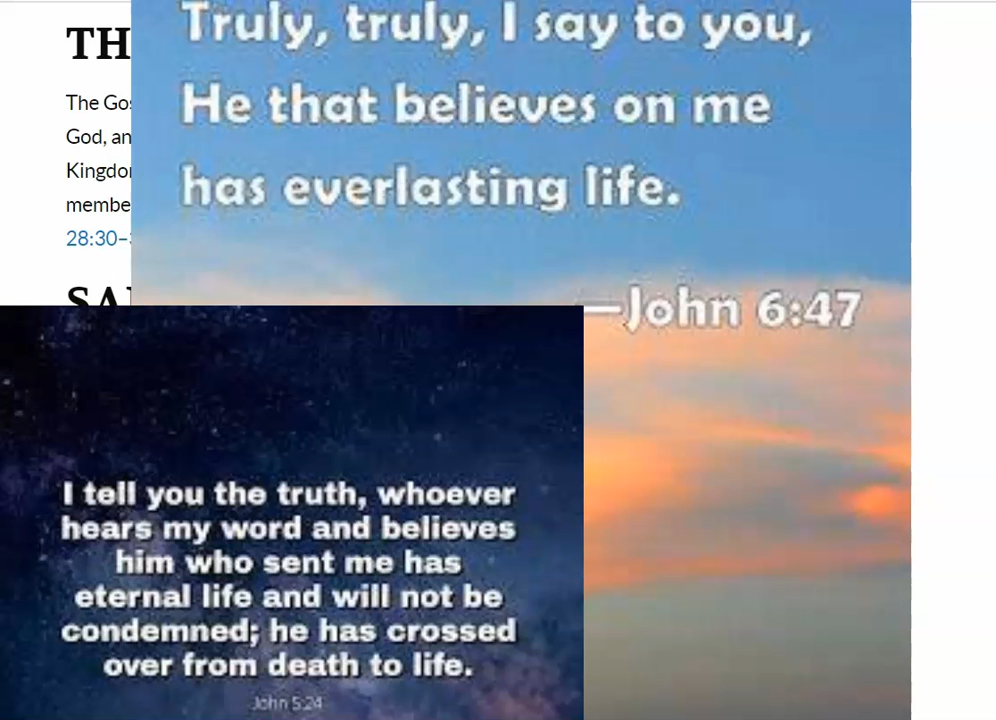 TH
The Gos
God, an
Kingdo
membe
28:30–
SA
Truly, truly, I say to you,
He that believes on me
has everlasting life.
—John 6:47
I tell you the truth, whoever
hears my word and believes
him who sent me has
eternal life and will not be
condemned; he has crossed
over from death to life.
John 5:24